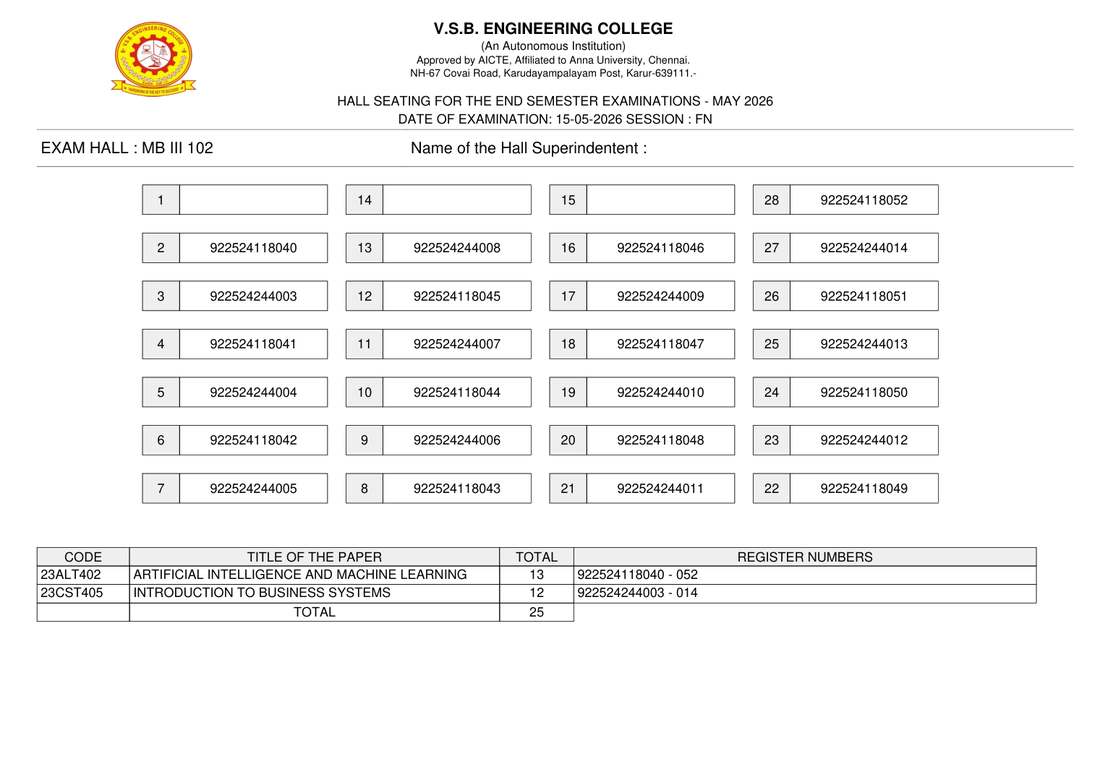 V.S.B. ENGINEERING COLLEGE
(An Autonomous Institution)
Approved by AICTE, Affiliated to Anna University, Chennai.
NH-67 Covai Road, Karudayampalayam Post, Karur-639111.-
HALL SEATING FOR THE END SEMESTER EXAMINATIONS - MAY 2026
DATE OF EXAMINATION: 15-05-2026 SESSION : FN
EXAM HALL : MB III 102 Name of the Hall Superindentent :
1 14 15 28 922524118052
2 922524118040 13 922524244008 16 922524118046 27 922524244014
3 922524244003 12 922524118045 17 922524244009 26 922524118051
4 922524118041 11 922524244007 18 922524118047 25 922524244013
5 922524244004 10 922524118044 19 922524244010 24 922524118050
6 922524118042 9 922524244006 20 922524118048 23 922524244012
7 922524244005 8 922524118043 21 922524244011 22 922524118049
CODE TITLE OF THE PAPER TOTAL REGISTER NUMBERS
23ALT402 ARTIFICIAL INTELLIGENCE AND MACHINE LEARNING 13 922524118040 - 052
23CST405 INTRODUCTION TO BUSINESS SYSTEMS 12 922524244003 - 014
TOTAL 25